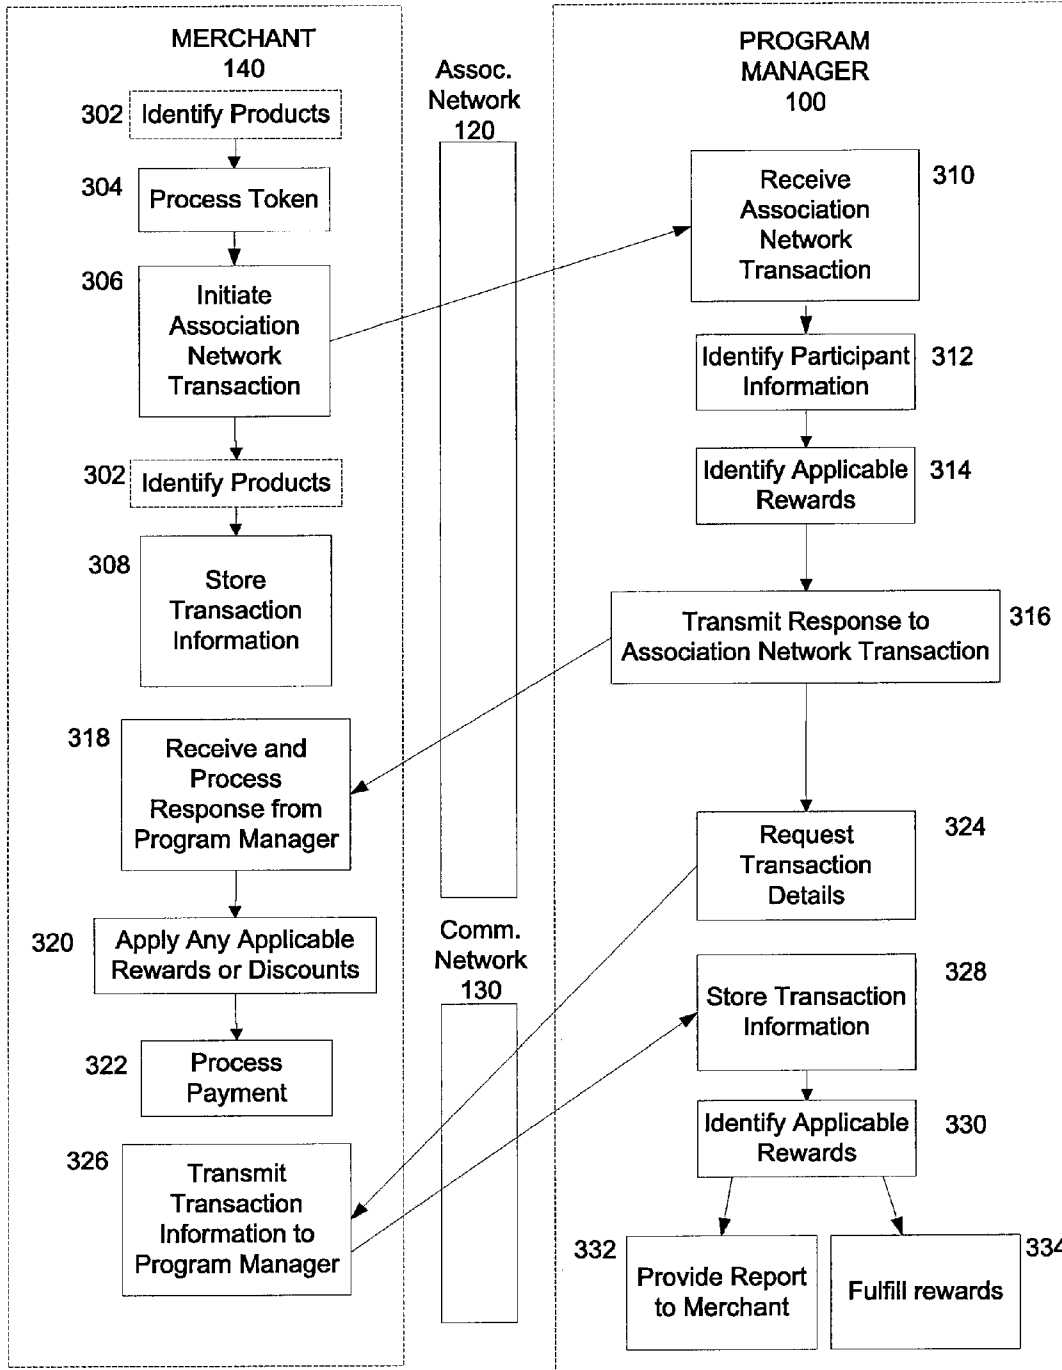 MERCHANT
140
302
Identify Products
304
Process Token
306
Initiate
Association
Network
Transaction
302
Identify Products
308
Store
Transaction
Information
318
Receive and
Process
Response from
Program Manager
320
Apply Any Applicable
Rewards or Discounts
322
Process
Payment
326
Transmit
Transaction
Information to
Program Manager
Assoc.
Network
120
Comm.
Network
130
PROGRAM
MANAGER
100
310
Receive
Association
Network
Transaction
312
Identify Participant
Information
314
Identify Applicable
Rewards
316
Transmit Response to
Association Network Transaction
324
Request
Transaction
Details
328
Store Transaction
Information
330
Identify Applicable
Rewards
332
Provide Report
to Merchant
334
Fulfill rewards